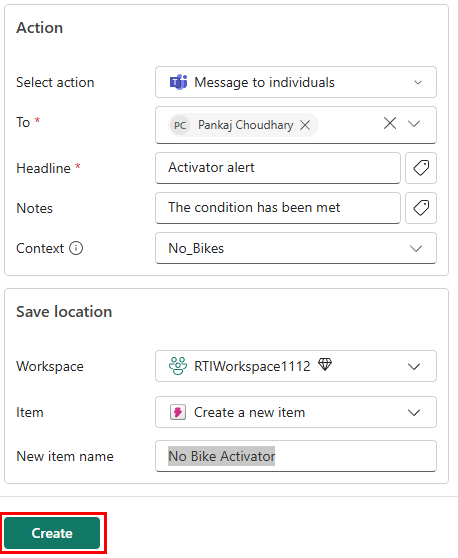 Action
Select action Message to individuals
To * PC Pankaj Choudhary
Headline * Activator alert
Notes The condition has been met
Context No_Bikes
Save location
Workspace RTIWorkspace1112
Item Create a new item
New item name No Bike Activator
Create